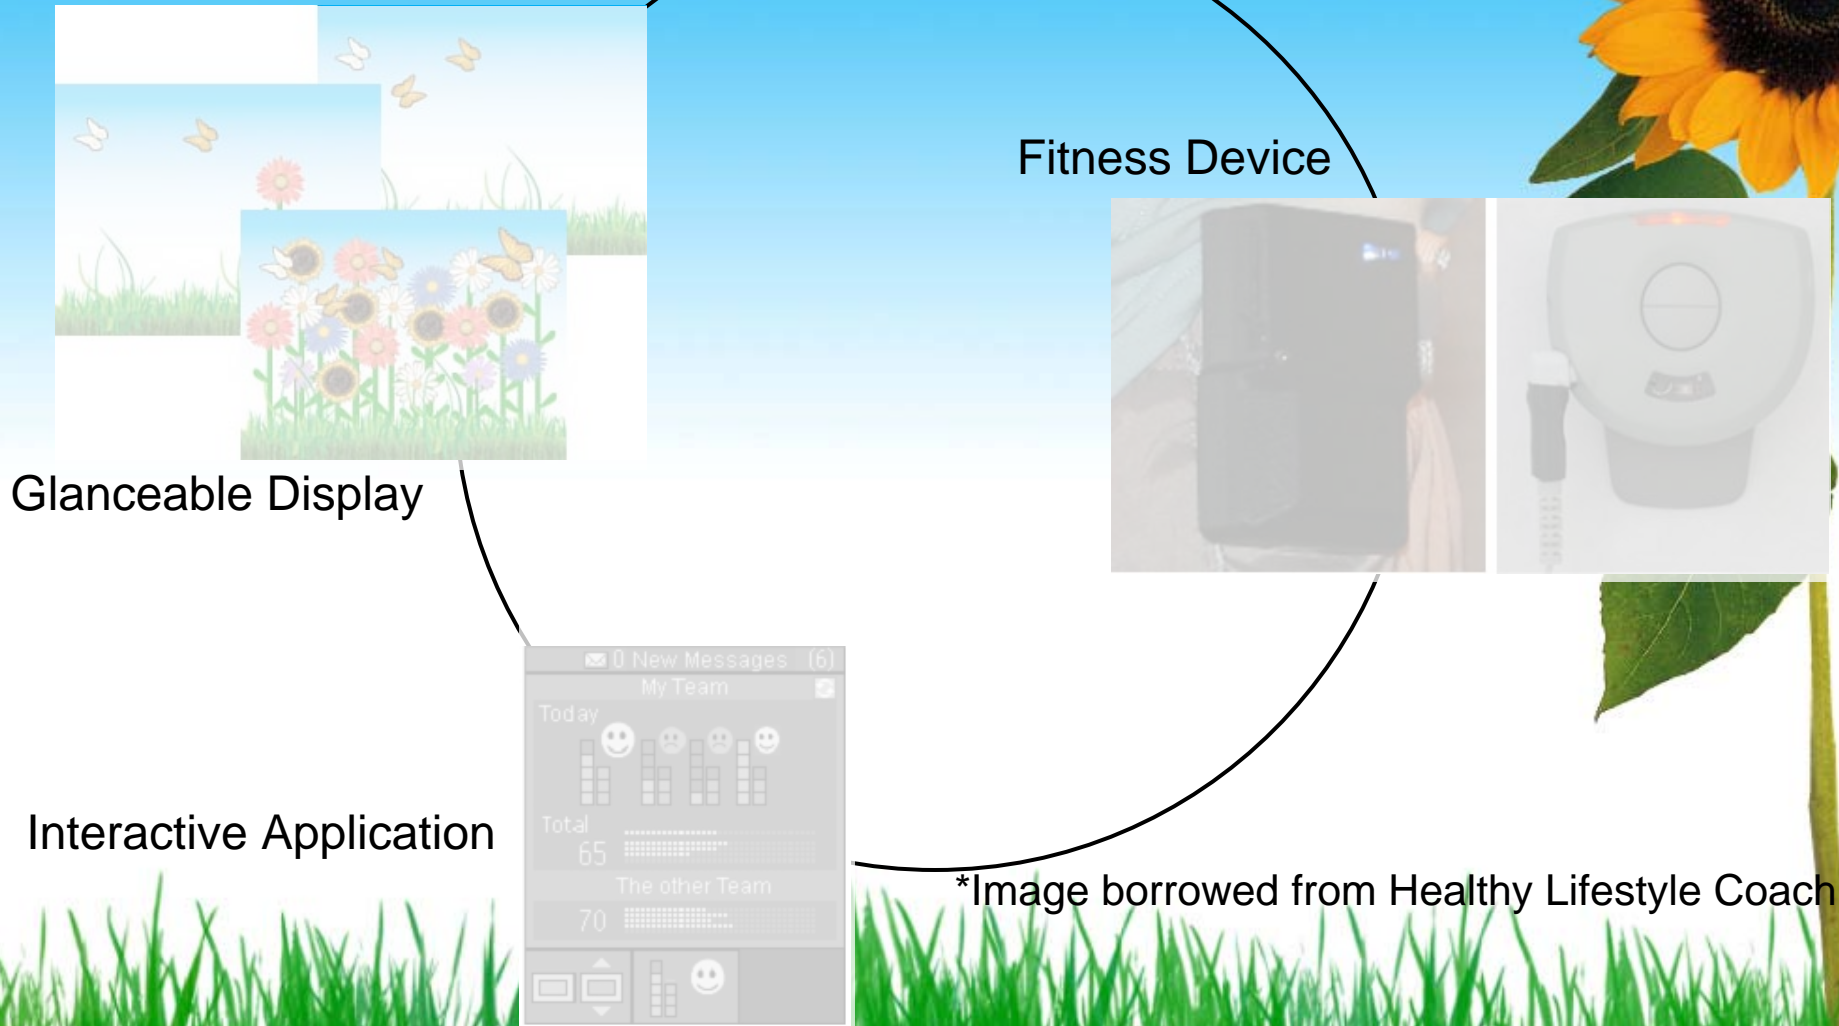 Fitness Device
Glanceable Display
0 New Messages (6)
My Team
Today
Total
65
The other Team
70
Interactive Application
*Image borrowed from Healthy Lifestyle Coach